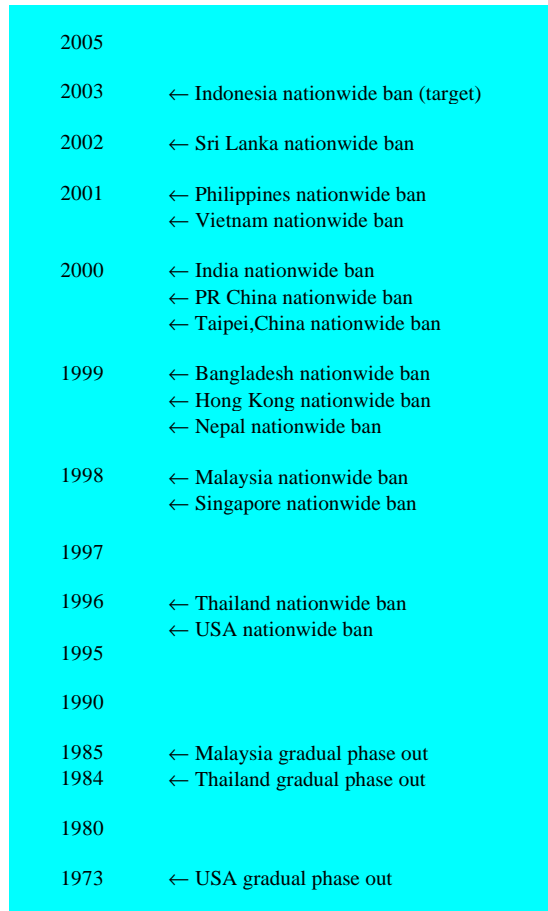 2005
2003 ← Indonesia nationwide ban (target)
2002 ← Sri Lanka nationwide ban
2001 ← Philippines nationwide ban
← Vietnam nationwide ban
2000 ← India nationwide ban
← PR China nationwide ban
← Taipei,China nationwide ban
1999 ← Bangladesh nationwide ban
← Hong Kong nationwide ban
← Nepal nationwide ban
1998 ← Malaysia nationwide ban
← Singapore nationwide ban
1997
1996 ← Thailand nationwide ban
← USA nationwide ban
1995
1990
1985 ← Malaysia gradual phase out
1984 ← Thailand gradual phase out
1980
1973 ← USA gradual phase out